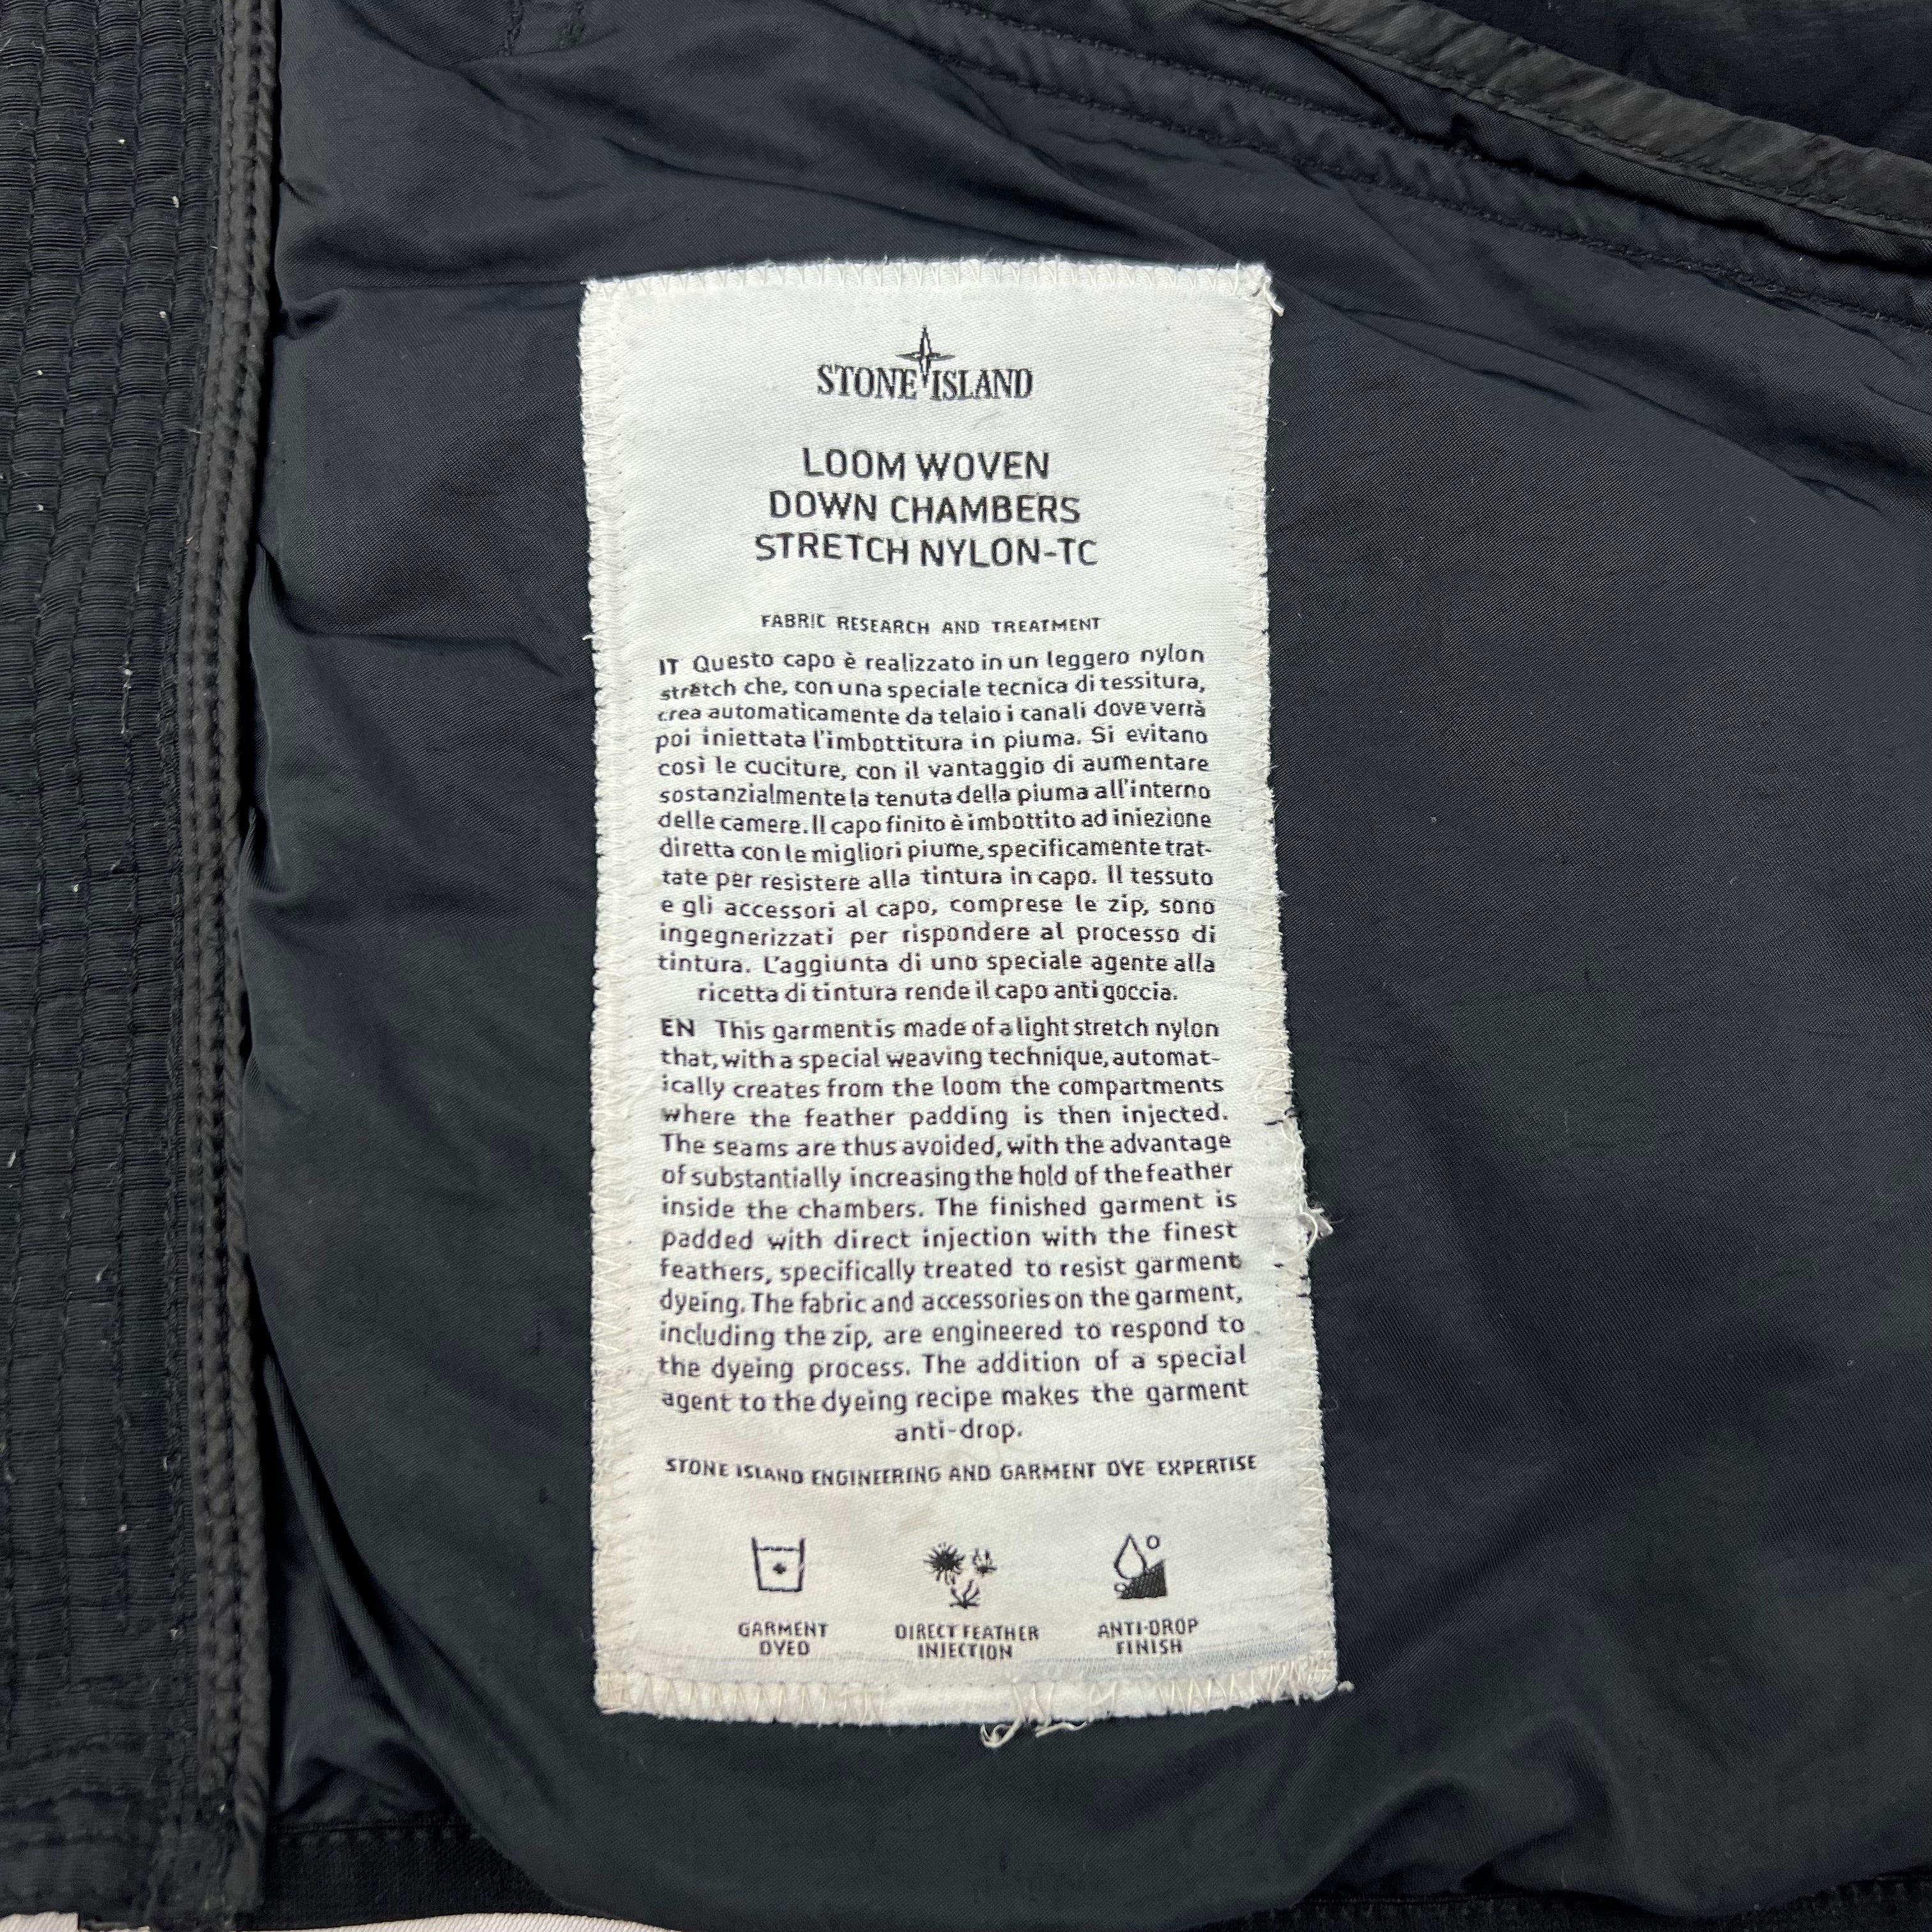 STONE ISLAND
LOOM WOVEN
DOWN CHAMBERS
STRETCH NYLON-TC
FABRIC RESEARCH AND TREATMENT
IT Questo capo è realizzato in un leggero nylon
stretch che, con una speciale tecnica di tessitura,
crea automaticamente da telaio i canali dove verrà
poi iniettata l'imbottitura in piuma. Si evitano
così le cuciture, con il vantaggio di aumentare
sostanzialmente la tenuta della piuma all'interno
delle camere. Il capo finito è imbottito ad iniezione
diretta con le migliori piume, specificamente trat-
tate per resistere alla tintura in capo. Il tessuto
e gli accessori al capo, comprese le zip, sono
ingegnerizzati per rispondere al processo di
tintura. L'aggiunta di uno speciale agente alla
ricetta di tintura rende il capo anti goccia.
EN This garment is made of a light stretch nylon
that, with a special weaving technique, automat-
ically creates from the loom the compartments
where the feather padding is then injected.
The seams are thus avoided, with the advantage
of substantially increasing the hold of the feather
inside the chambers. The finished garment is
padded with direct injection with the finest
feathers, specifically treated to resist garment
dyeing. The fabric and accessories on the garment,
including the zip, are engineered to respond to
the dyeing process. The addition of a special
agent to the dyeing recipe makes the garment
anti-drop.
STONE ISLAND ENGINEERING AND GARMENT DYE EXPERTISE
GARMENT DYED
DIRECT FEATHER INJECTION
ANTI-DROP FINISH